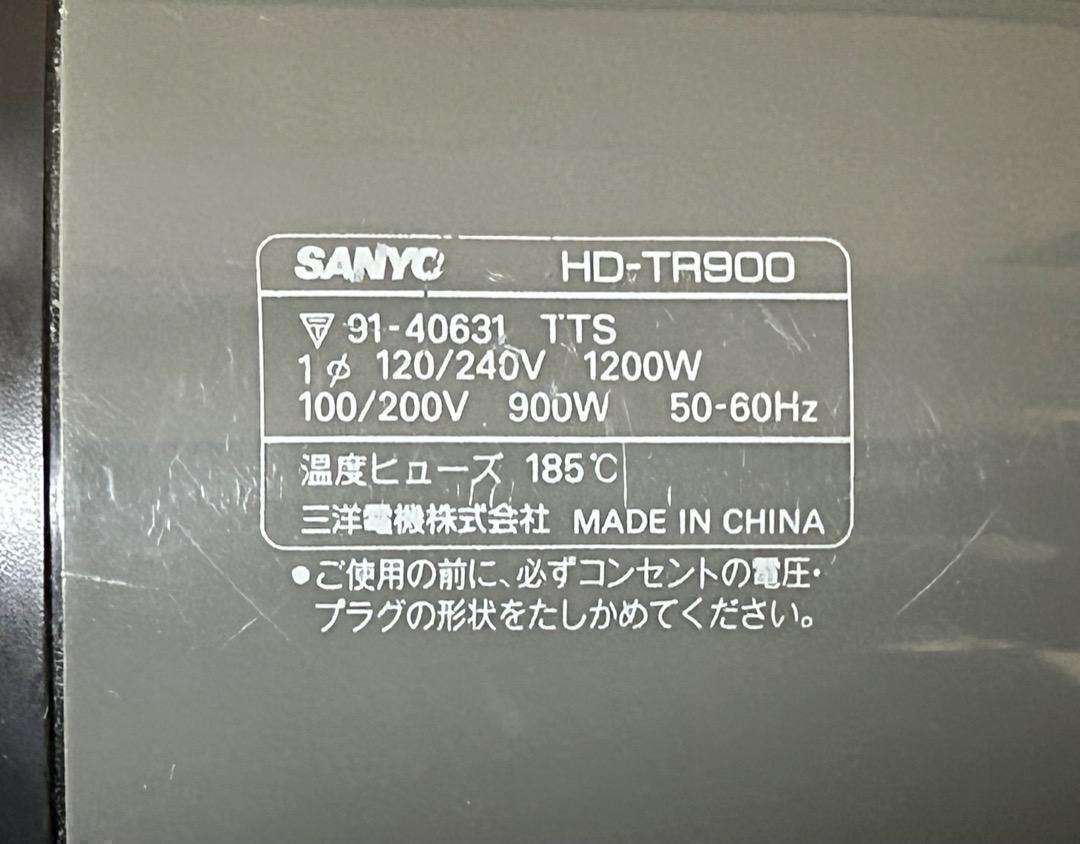 SANYO HD-TR900
91-40631 TTS
1φ 120/240V 1200W
100/200V 900W 50-60Hz
温度ヒューズ 185℃
三洋電機株式会社 MADE IN CHINA
●ご使用の前に、必ずコンセントの電圧・
プラグの形状をたしかめてください。